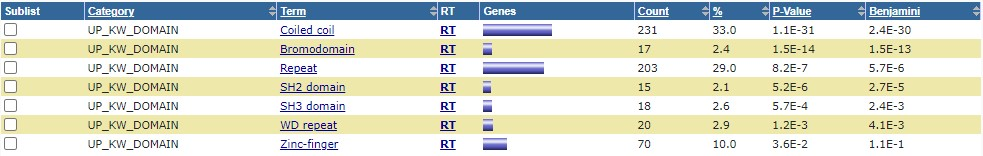 Sublist Category Term RT Genes Count % P-Value Benjamini
UP_KW_DOMAIN Coiled coil RT 231 33.0 1.1E-31 2.4E-30
UP_KW_DOMAIN Bromodomain RT 17 2.4 1.5E-14 1.5E-13
UP_KW_DOMAIN Repeat RT 203 29.0 8.2E-7 5.7E-6
UP_KW_DOMAIN SH2 domain RT 15 2.1 5.2E-6 2.7E-5
UP_KW_DOMAIN SH3 domain RT 18 2.6 5.7E-4 2.4E-3
UP_KW_DOMAIN WD repeat RT 20 2.9 1.2E-3 4.1E-3
UP_KW_DOMAIN Zinc-finger RT 70 10.0 3.6E-2 1.1E-1